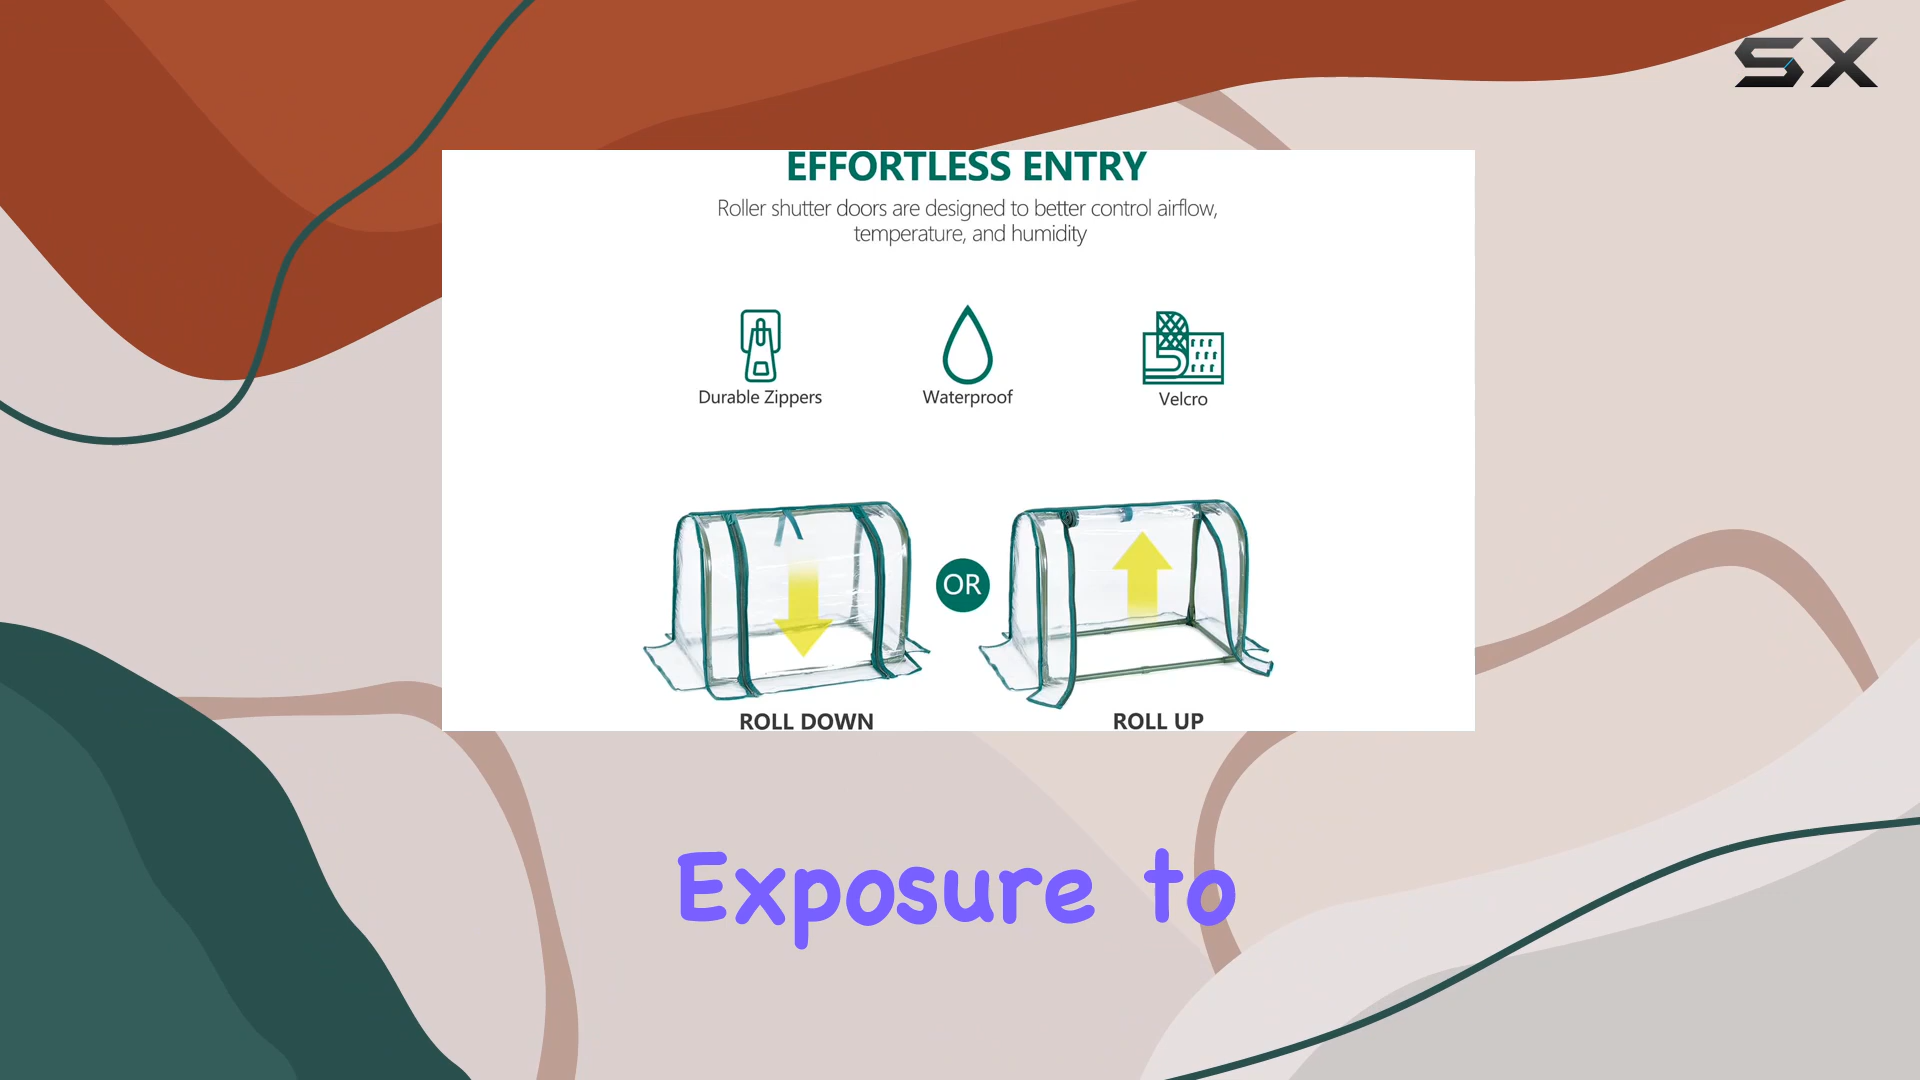 SX
EFFORTLESS ENTRY
Roller shutter doors are designed to better control airflow,
temperature, and humidity
Durable Zippers
Waterproof
Velcro
OR
ROLL DOWN
ROLL UP
Exposure to